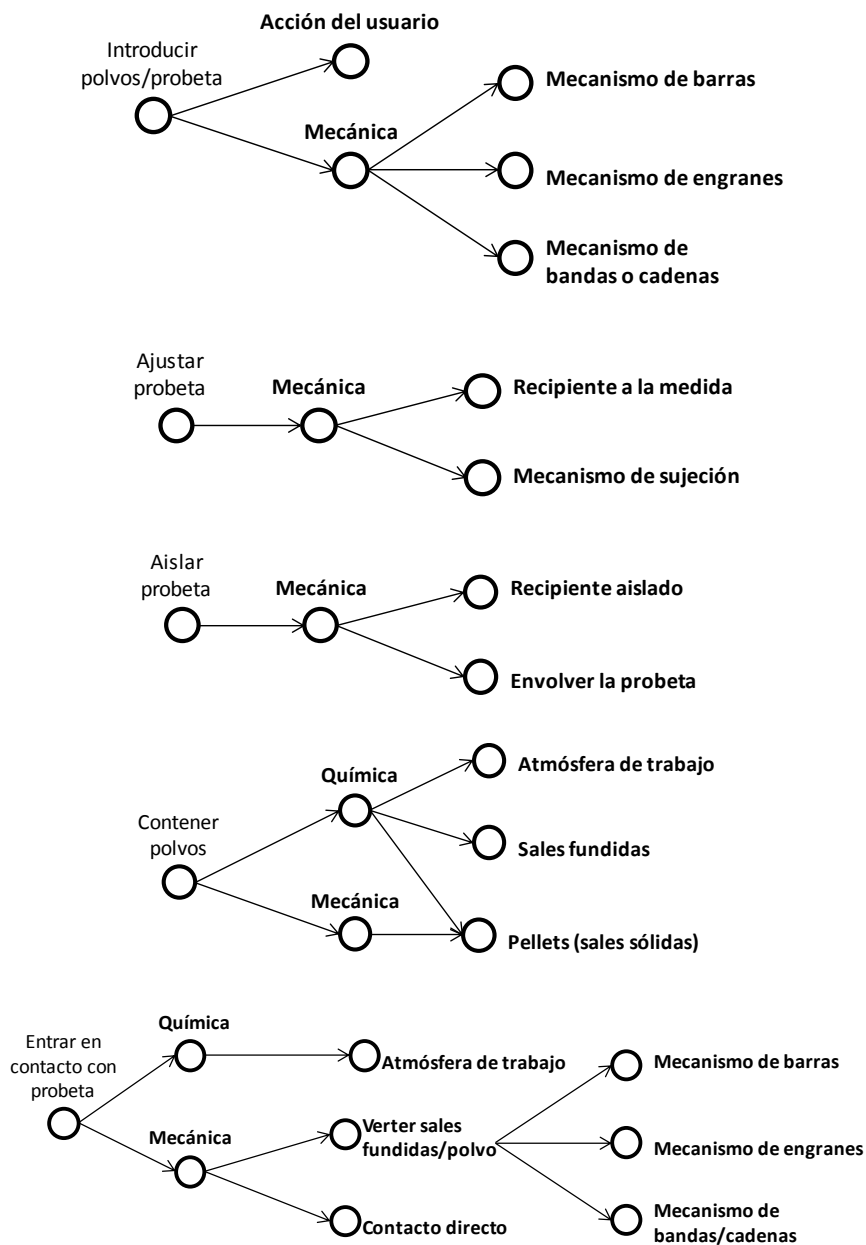 Acción del usuario
Introducir
polvos/probeta
Mecánica
Mecanismo de barras
Mecanismo de engranes
Mecanismo de
bandas o cadenas
Ajustar
probeta
Mecánica
Recipiente a la medida
Mecanismo de sujeción
Aislar
probeta
Mecánica
Recipiente aislado
Envolver la probeta
Contener
polvos
Química
Mecánica
Atmósfera de trabajo
Sales fundidas
Pellets (sales sólidas)
Entrar en
contacto con
probeta
Química
Mecánica
Atmósfera de trabajo
Verter sales
fundidas/polvo
Contacto directo
Mecanismo de barras
Mecanismo de engranes
Mecanismo de
bandas/cadenas